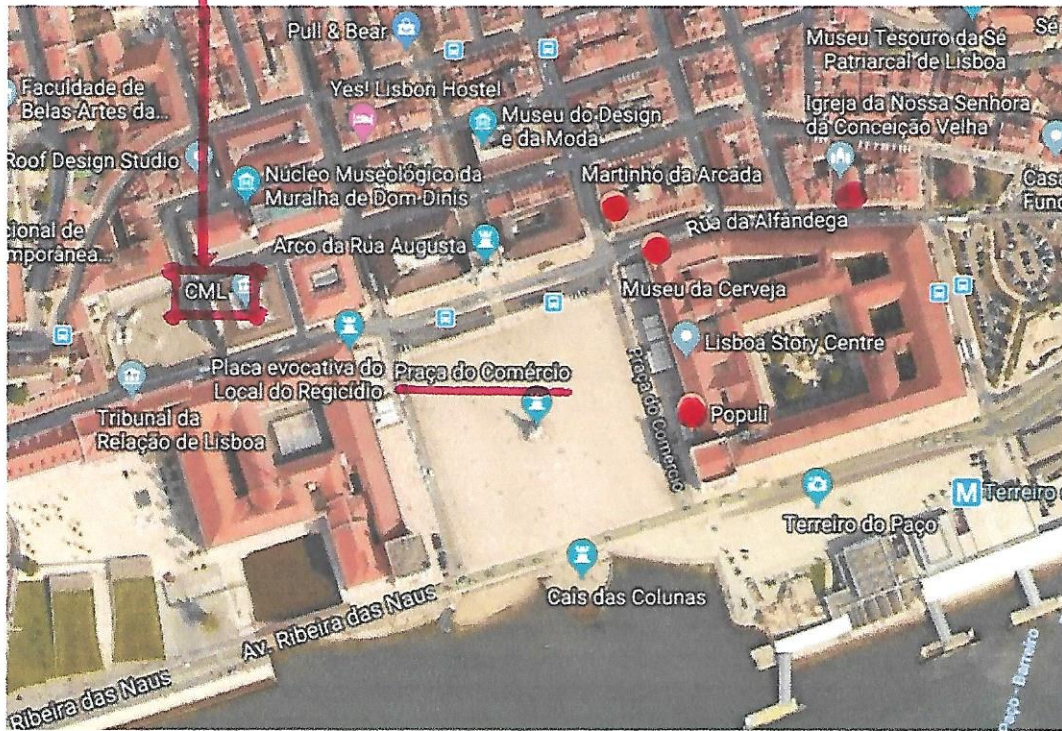 Pull & Bear
Museu Tesouro da Sé
Patriarcal de Lisboa
Sé
Faculdade de
Belas Artes da...
Yes! Lisbon Hostel
Museu do Design
e da Moda
Igreja da Nossa Senhora
da Conceição Velha
Roof Design Studio
Núcleo Museológico da
Muralha de Dom Dinis
Martinho da Arcada
Casa
Fund
cional de
mporanea...
Arco da Rua Augusta
Rua da Alfândega
CML
Museu da Cerveja
Lisboa Story Centre
Placa evocativa do
Local do Regicídio
Praça do Comércio
Praça do Comércio
Populi
Tribunal da
Relação de Lisboa
M
Terreiro
Terreiro do Paço
Cais das Colunas
Av. Ribeira das Naus
Ribeira das Naus
Paço - Barreiro